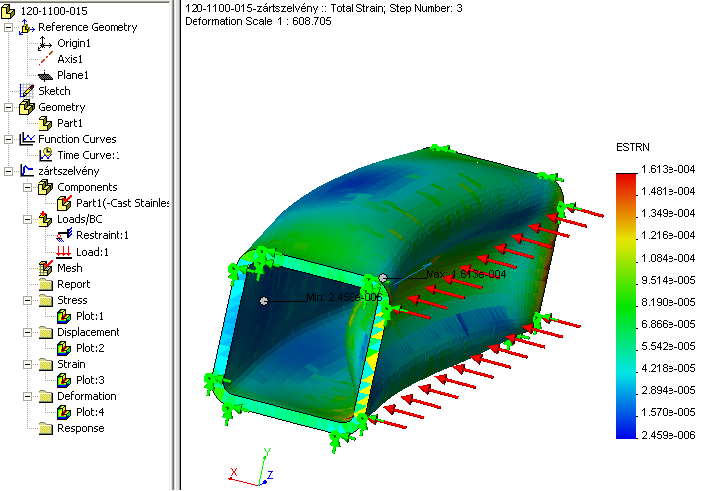 120-1100-015
Reference Geometry
Origin1
Axis1
Plane1
Sketch
Geometry
Part1
Function Curves
Time Curve:1
zártszelvény
Components
Part1(-Cast Stainles
Loads/BC
Restraint:1
Load:1
Mesh
Report
Stress
Plot:1
Displacement
Plot:2
Strain
Plot:3
Deformation
Plot:4
Response
120-1100-015-zártszelvény :: Total Strain; Step Number: 3
Deformation Scale 1 : 608.705
Max: 1.613e-004
Min: 2.459e-006
ESTRN
1.613e-004
1.481e-004
1.349e-004
1.216e-004
1.084e-004
9.514e-005
8.190e-005
6.866e-005
5.542e-005
4.218e-005
2.894e-005
1.570e-005
2.459e-006
Y
X
Z